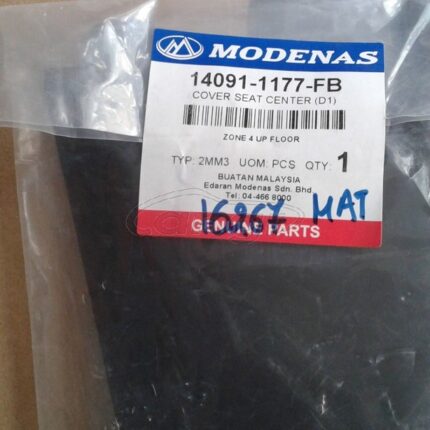 MODENAS
14091-1177-FB
COVER SEAT CENTER (D1)
ZONE 4 UP FLOOR
TYP: 2MM3 UOM: PCS QTY: 1
BUATAN MALAYSIA
Edaran Modenas Sdn. Bhd
Tel: 04-466 8000
16267 MAT
GENUINE PARTS